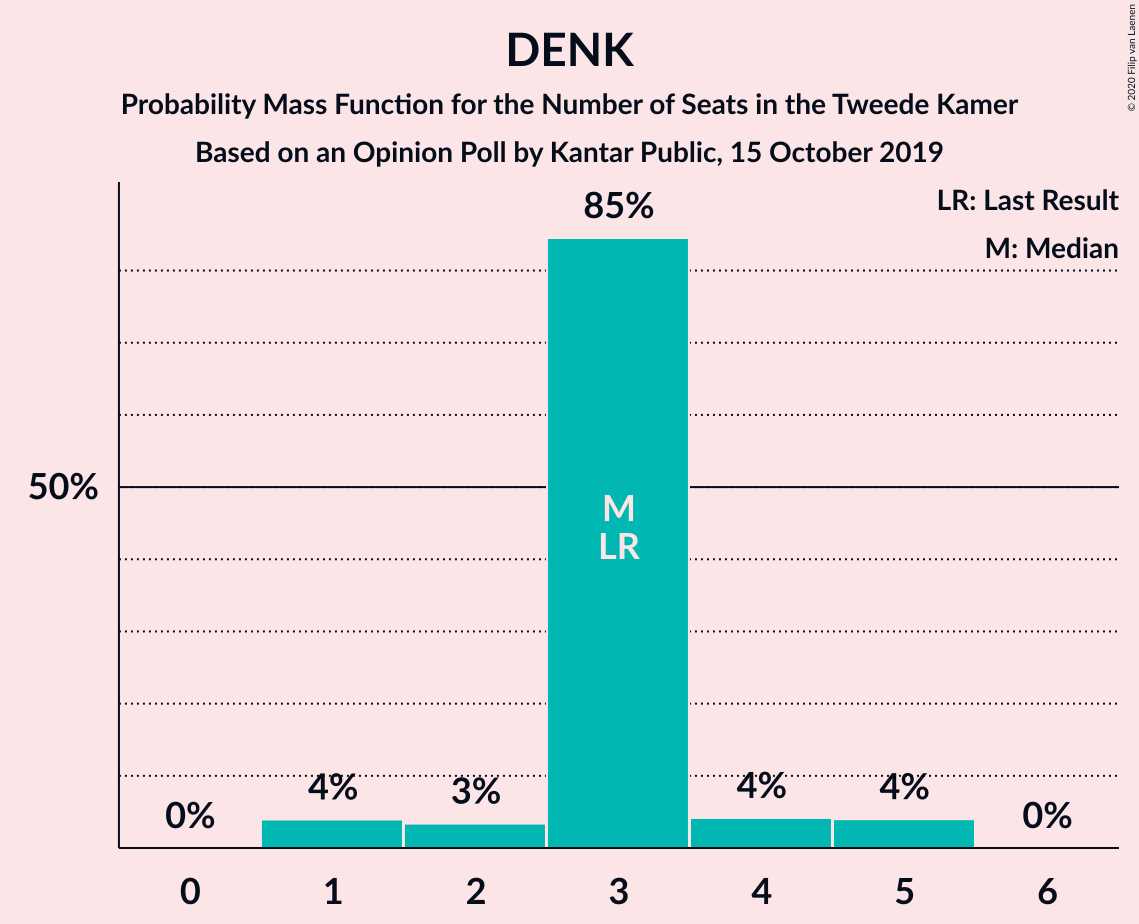 DENK
Probability Mass Function for the Number of Seats in the Tweede Kamer
Based on an Opinion Poll by Kantar Public, 15 October 2019
© 2020 Filip van Laenen
LR: Last Result
M: Median
85%
50%
M
LR
0%
4%
3%
4%
4%
0%
0
1
2
3
4
5
6